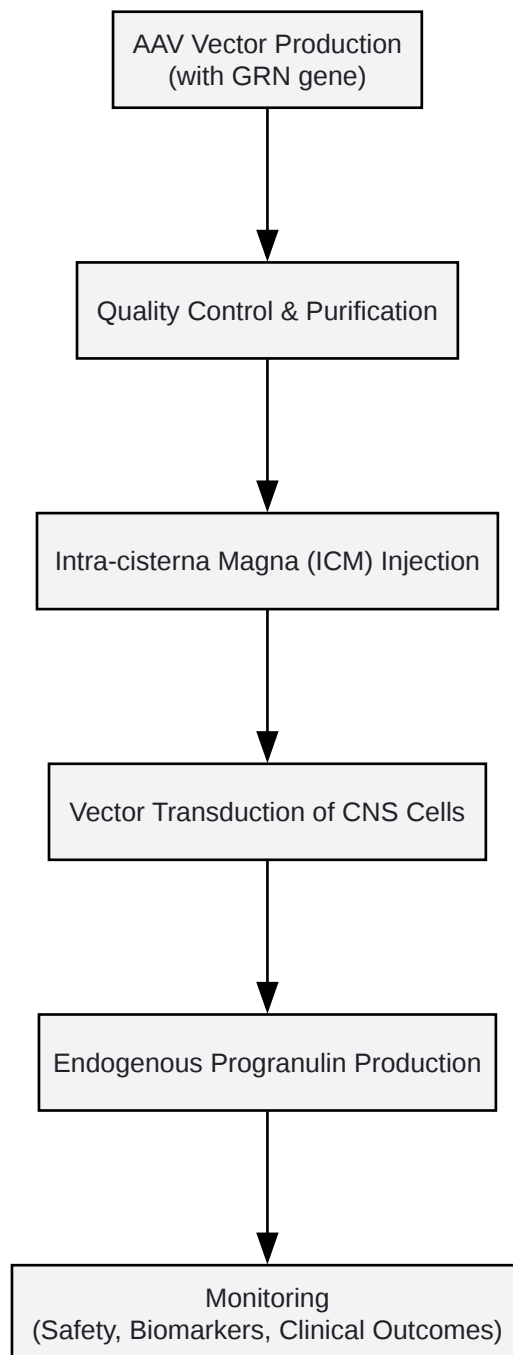 AAV Vector Production
(with GRN gene)
Quality Control & Purification
Intra-cisterna Magna (ICM) Injection
Vector Transduction of CNS Cells
Endogenous Progranulin Production
Monitoring
(Safety, Biomarkers, Clinical Outcomes)